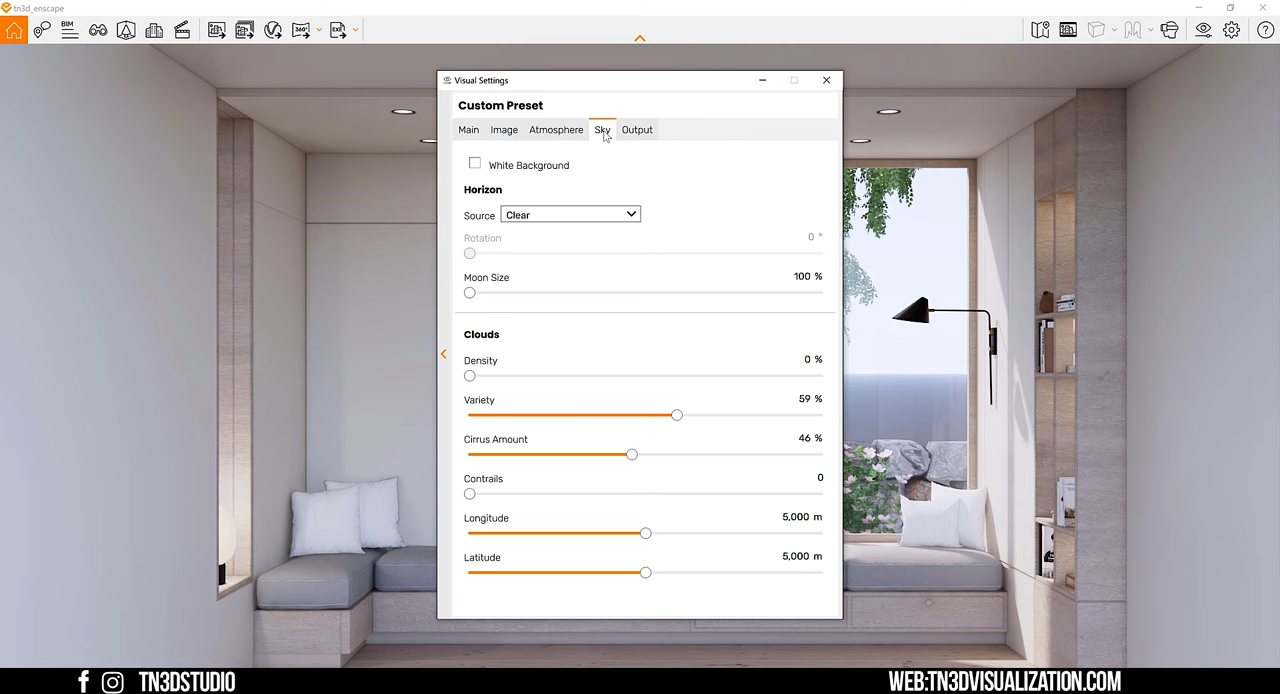 tn3d_enscape
BIM
360°
EXE
?
Visual Settings
Custom Preset
Main Image Atmosphere Sky Output
White Background
Horizon
Source Clear
Rotation 0 °
Moon Size 100 %
Clouds
Density 0 %
Variety 59 %
Cirrus Amount 46 %
Contrails 0
Longitude 5,000 m
Latitude 5,000 m
TN3DSTUDIO
WEB:TN3DVISUALIZATION.COM